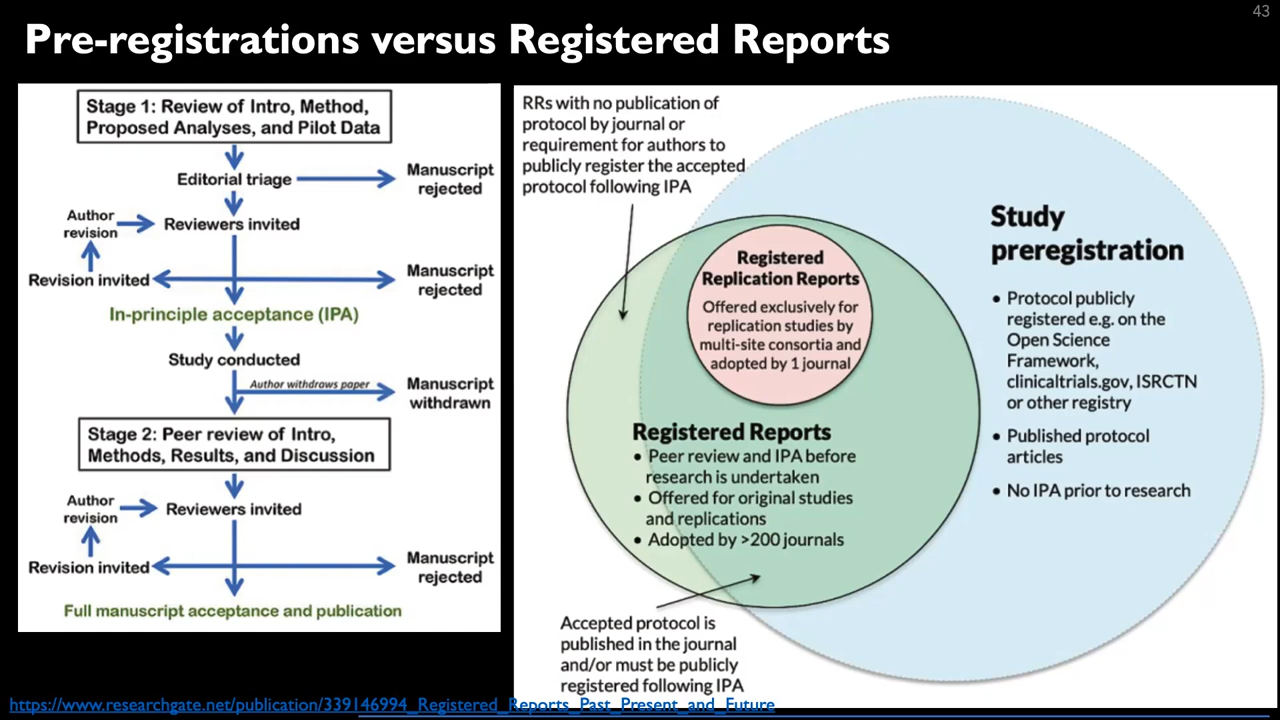 43
Pre-registrations versus Registered Reports
Stage 1: Review of Intro, Method,
Proposed Analyses, and Pilot Data
Editorial triage
Manuscript
rejected
Author
revision
Reviewers invited
Revision invited
Manuscript
rejected
In-principle acceptance (IPA)
Study conducted
Author withdraws paper
Manuscript
withdrawn
Stage 2: Peer review of Intro,
Methods, Results, and Discussion
Author
revision
Reviewers invited
Revision invited
Manuscript
rejected
Full manuscript acceptance and publication
RRs with no publication of
protocol by journal or
requirement for authors to
publicly register the accepted
protocol following IPA
Registered
Replication Reports
Offered exclusively for
replication studies by
multi-site consortia and
adopted by 1 journal
Registered Reports
• Peer review and IPA before
research is undertaken
• Offered for original studies
and replications
• Adopted by >200 journals
Accepted protocol is
published in the journal
and/or must be publicly
registered following IPA
Study
preregistration
• Protocol publicly
registered e.g. on the
Open Science
Framework,
clinicaltrials.gov, ISRCTN
or other registry
• Published protocol
articles
• No IPA prior to research
https://www.researchgate.net/publication/339146994_Registered_Reports_Past_Present_and_Future